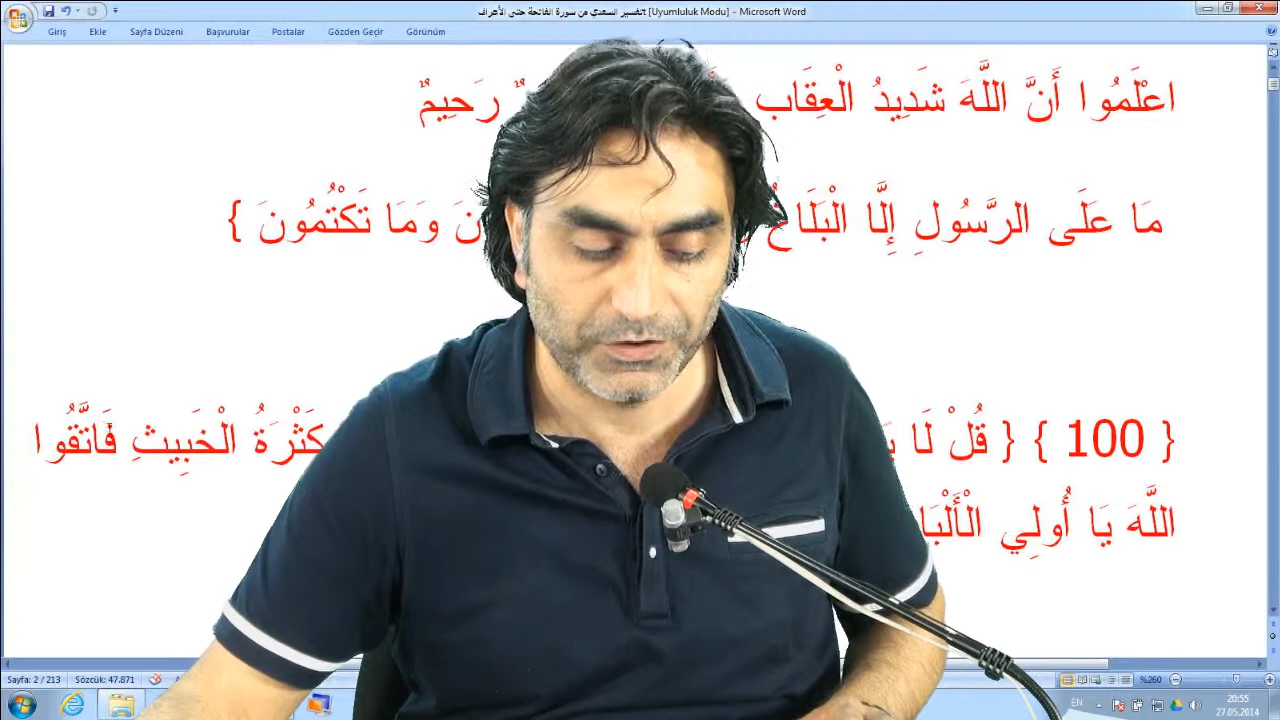 تفسير السعدي من سورة الفاتحة حتى الأعراف [Uyumluluk Modu] - Microsoft Word
Giriş Ekle Sayfa Düzeni Başvurular Postalar Gözden Geçir Görünüm
اعْلَمُوا أَنَّ اللَّهَ شَدِيدُ الْعِقَابِ رَحِيمٌ
مَا عَلَى الرَّسُولِ إِلَّا الْبَلَاغُ وَمَا تَكْتُمُونَ }
{ 100 } { قُلْ لَا كَثْرَةُ الْخَبِيثِ فَاتَّقُوا
اللَّهَ يَا أُولِي
Sayfa: 2 / 213 Sözcük: 47.871 %260
EN 20:55
27.05.2014